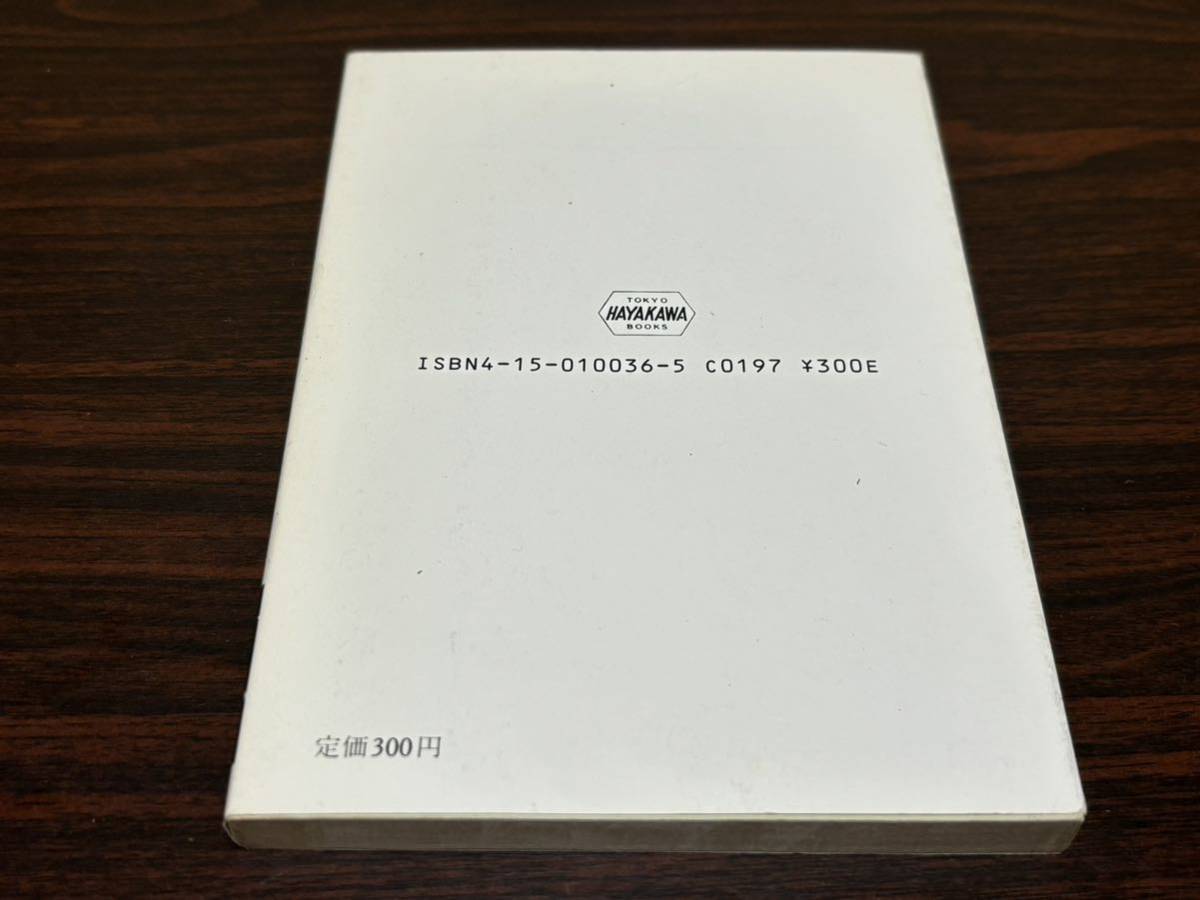 TOKYO
HAYAKAWA
BOOKS
ISBN4-15-010036-5 C0197 ¥300E
定価300円